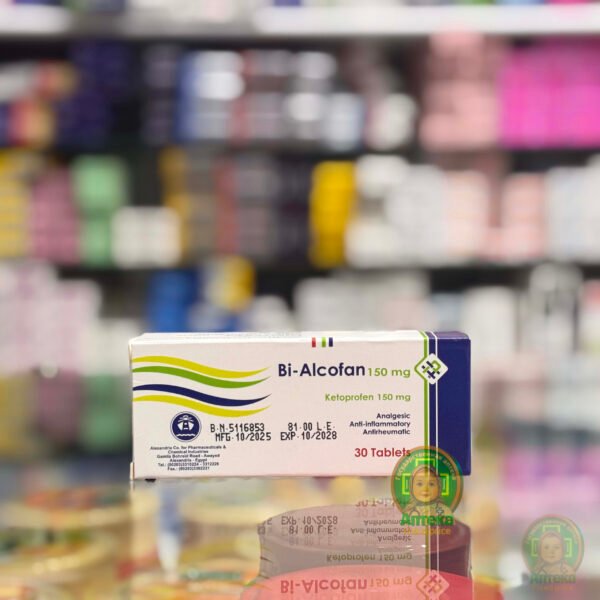 Bi-Alcofan 150 mg
Ketoprofen 150 mg
Analgesic
Anti-inflammatory
Antirheumatic
30 Tablets
B.N.5116853 81.00 L.E.
MFG.10/2025 EXP.10/2028
Alexandria Co. for Pharmaceuticals &
Chemical Industries
Alexandria - Egypt
Аптека